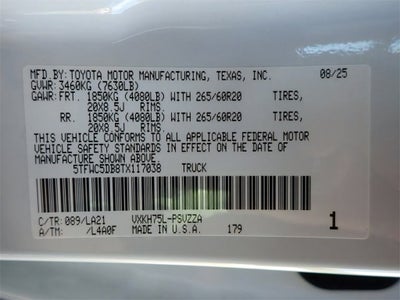 MFD.BY:TOYOTA MOTOR MANUFACTURING, TEXAS, INC. 08/25
GVWR: 3460KG (7630LB)
GAWR: FRT. 1850KG (4080LB) WITH 265/60R20 TIRES,
20X8.5J RIMS.
RR. 1850KG (4080LB) WITH 265/60R20 TIRES,
20X8.5J RIMS.
THIS VEHICLE CONFORMS TO ALL APPLICABLE FEDERAL MOTOR
VEHICLE SAFETY STANDARDS IN EFFECT ON THE DATE OF
MANUFACTURE SHOWN ABOVE.
5TFWC5DB8TX117038 TRUCK
C/TR: 089/LA21 VXKH75L-PSVZZA
A/TM: /L4A0F MADE IN U.S.A. 179 1